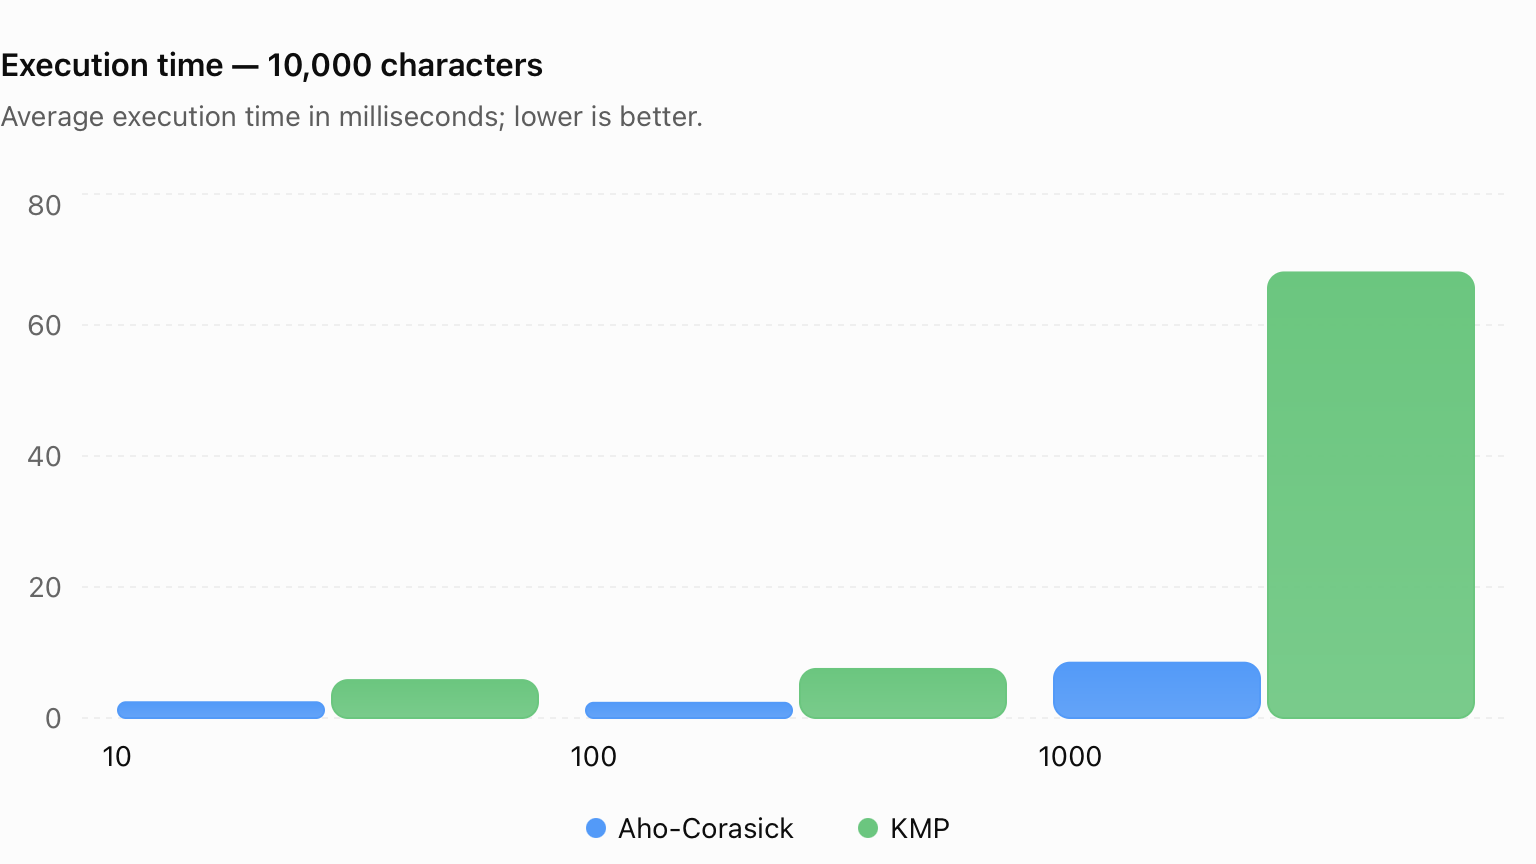 Execution time — 10,000 characters
Average execution time in milliseconds; lower is better.
80
60
40
20
0
10 100 1000
Aho-Corasick KMP